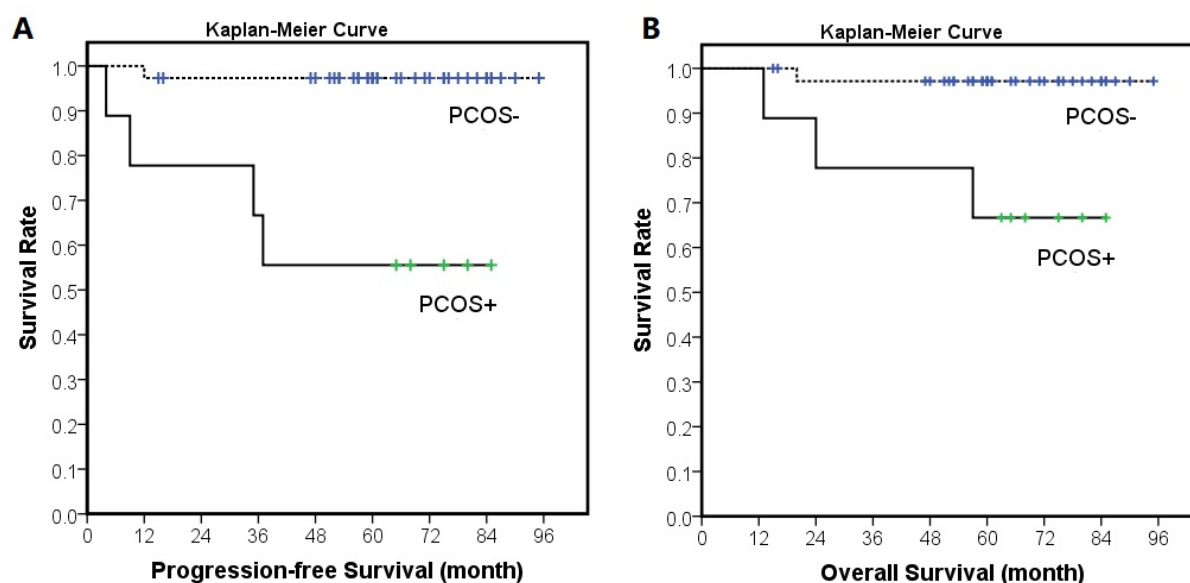 A
Kaplan-Meier Curve
1.0
0.9
0.8
0.7
0.6
0.5
0.4
0.3
0.2
0.1
0.0
Survival Rate
PCOS-
PCOS+
0 12 24 36 48 60 72 84 96
Progression-free Survival (month)
B
Kaplan-Meier Curve
1.0
0.9
0.8
0.7
0.6
0.5
0.4
0.3
0.2
0.1
0.0
Survival Rate
PCOS-
PCOS+
0 12 24 36 48 60 72 84 96
Overall Survival (month)